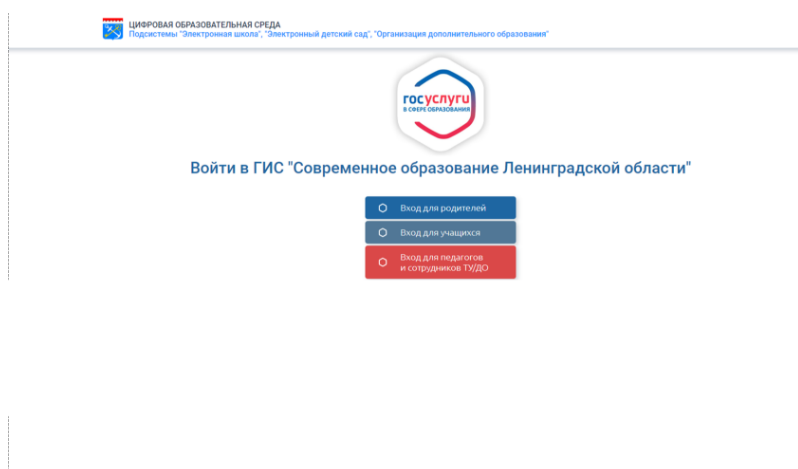 ЦИФРОВАЯ ОБРАЗОВАТЕЛЬНАЯ СРЕДА
Подсистемы "Электронная школа", "Электронный детский сад", "Организация дополнительного образования"
госуслуги
В СФЕРЕ ОБРАЗОВАНИЯ
Войти в ГИС "Современное образование Ленинградской области"
Вход для родителей
Вход для учащихся
Вход для педагогов
и сотрудников ТУ/ДО